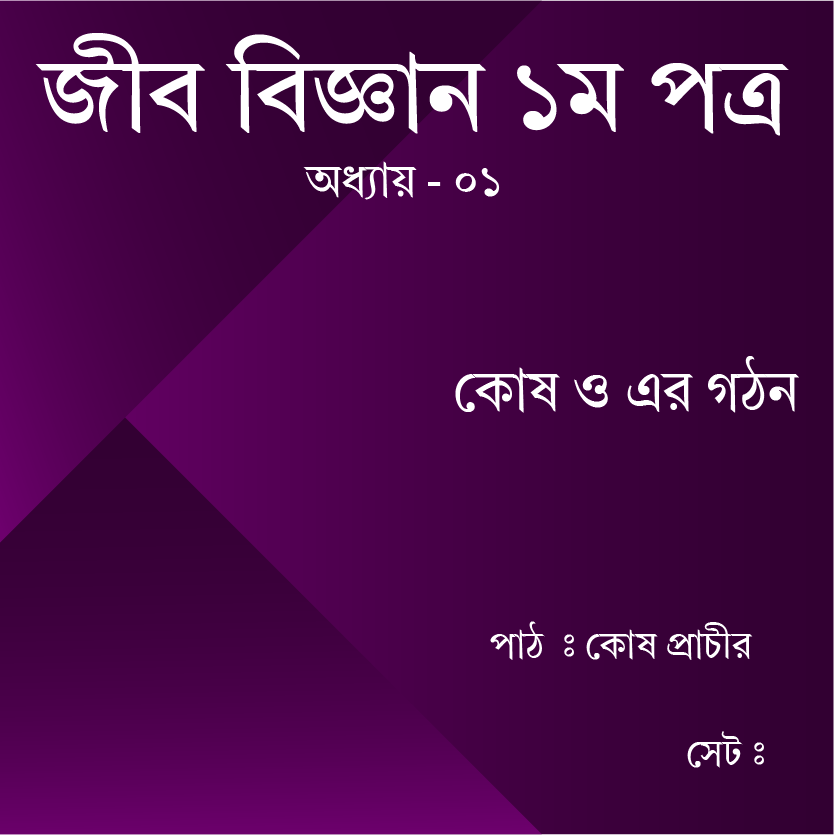 জীব বিজ্ঞান ১ম পত্র
অধ্যায় - ০১
কোষ ও এর গঠন
পাঠ ঃ কোষ প্রাচীর
সেট ঃ